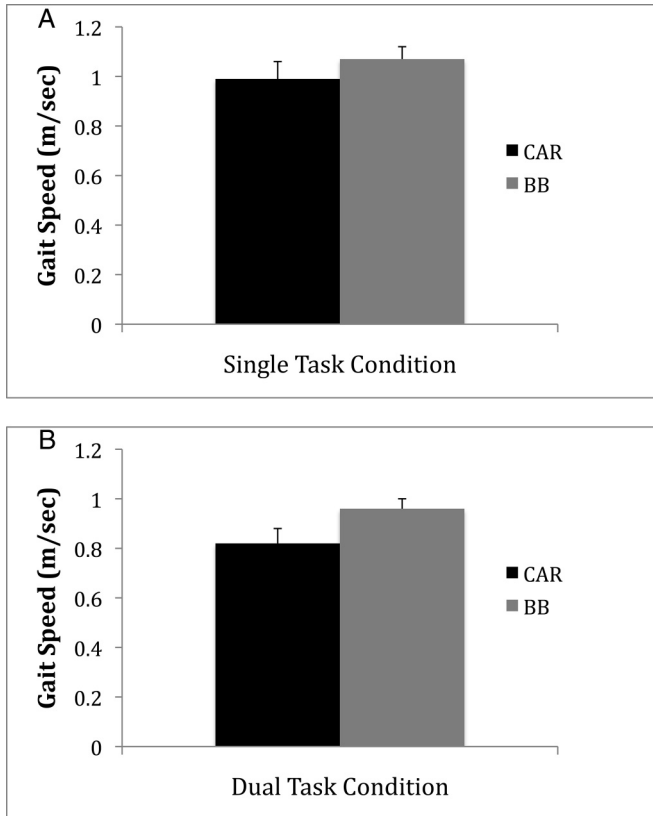 A
1.2
1
0.8
0.6
0.4
0.2
0
Gait Speed (m/sec)
CAR
BB
Single Task Condition
B
1.2
1
0.8
0.6
0.4
0.2
0
Gait Speed (m/sec)
CAR
BB
Dual Task Condition